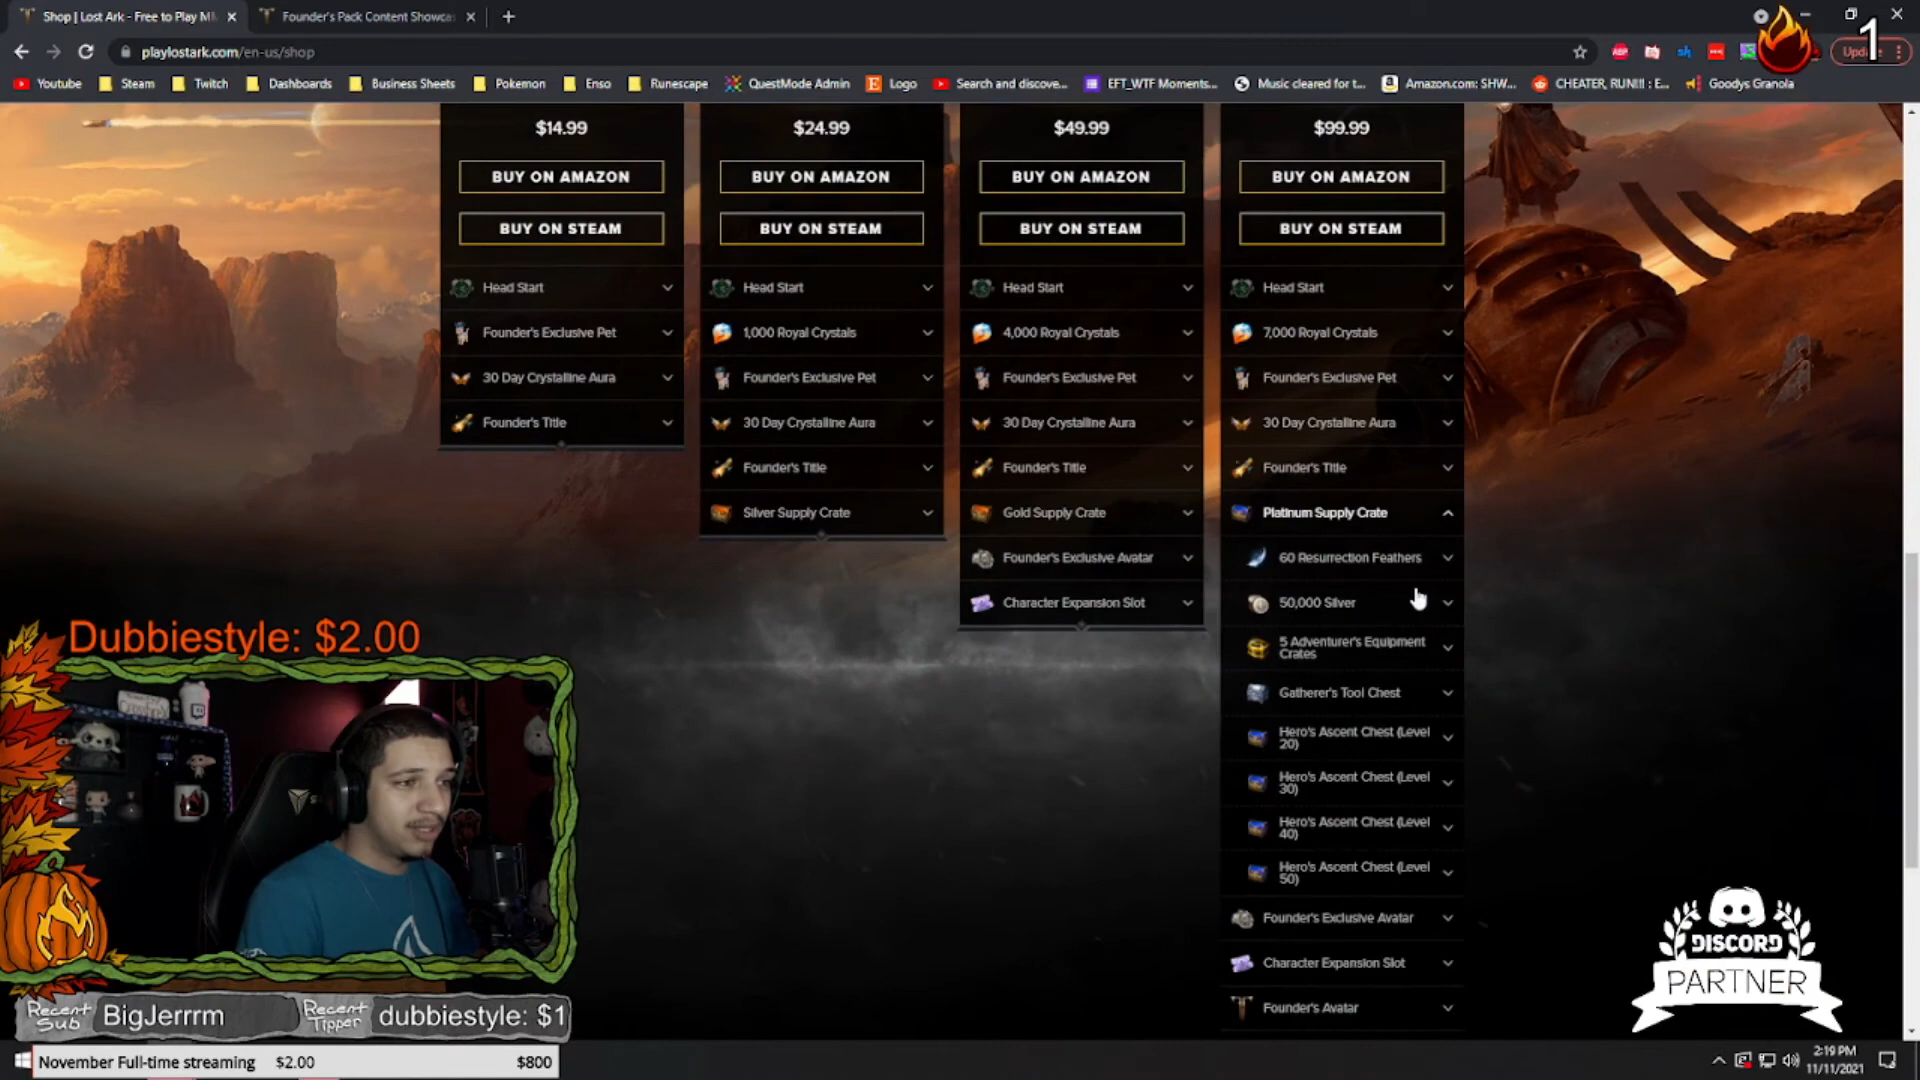 Shop | Lost Ark - Free to Play M
Founder's Pack Content Showca
1
playlostark.com/en-us/shop
Youtube
Steam
Twitch
Dashboards
Business Sheets
Pokemon
Enso
Runescape
QuestMode Admin
Logo
Search and discove...
EFT_WTF Moments...
Music cleared for t...
Amazon.com: SHW...
CHEATER, RUN!!! : E...
Goodys Granola
$14.99
BUY ON AMAZON
BUY ON STEAM
Head Start
Founder's Exclusive Pet
30 Day Crystalline Aura
Founder's Title
$24.99
BUY ON AMAZON
BUY ON STEAM
Head Start
1,000 Royal Crystals
Founder's Exclusive Pet
30 Day Crystalline Aura
Founder's Title
Silver Supply Crate
$49.99
BUY ON AMAZON
BUY ON STEAM
Head Start
4,000 Royal Crystals
Founder's Exclusive Pet
30 Day Crystalline Aura
Founder's Title
Gold Supply Crate
Founder's Exclusive Avatar
Character Expansion Slot
$99.99
BUY ON AMAZON
BUY ON STEAM
Head Start
7,000 Royal Crystals
Founder's Exclusive Pet
30 Day Crystalline Aura
Founder's Title
Platinum Supply Crate
60 Resurrection Feathers
50,000 Silver
5 Adventurer's Equipment
Crates
Gatherer's Tool Chest
Hero's Ascent Chest (Level
20)
Hero's Ascent Chest (Level
30)
Hero's Ascent Chest (Level
40)
Hero's Ascent Chest (Level
50)
Founder's Exclusive Avatar
Character Expansion Slot
Founder's Avatar
Dubbiestyle: $2.00
Recent Sub
BigJerrrm
Recent Tipper
dubbiestyle: $1
November Full-time streaming $2.00 $800
DISCORD
PARTNER
2:19 PM
11/11/2021